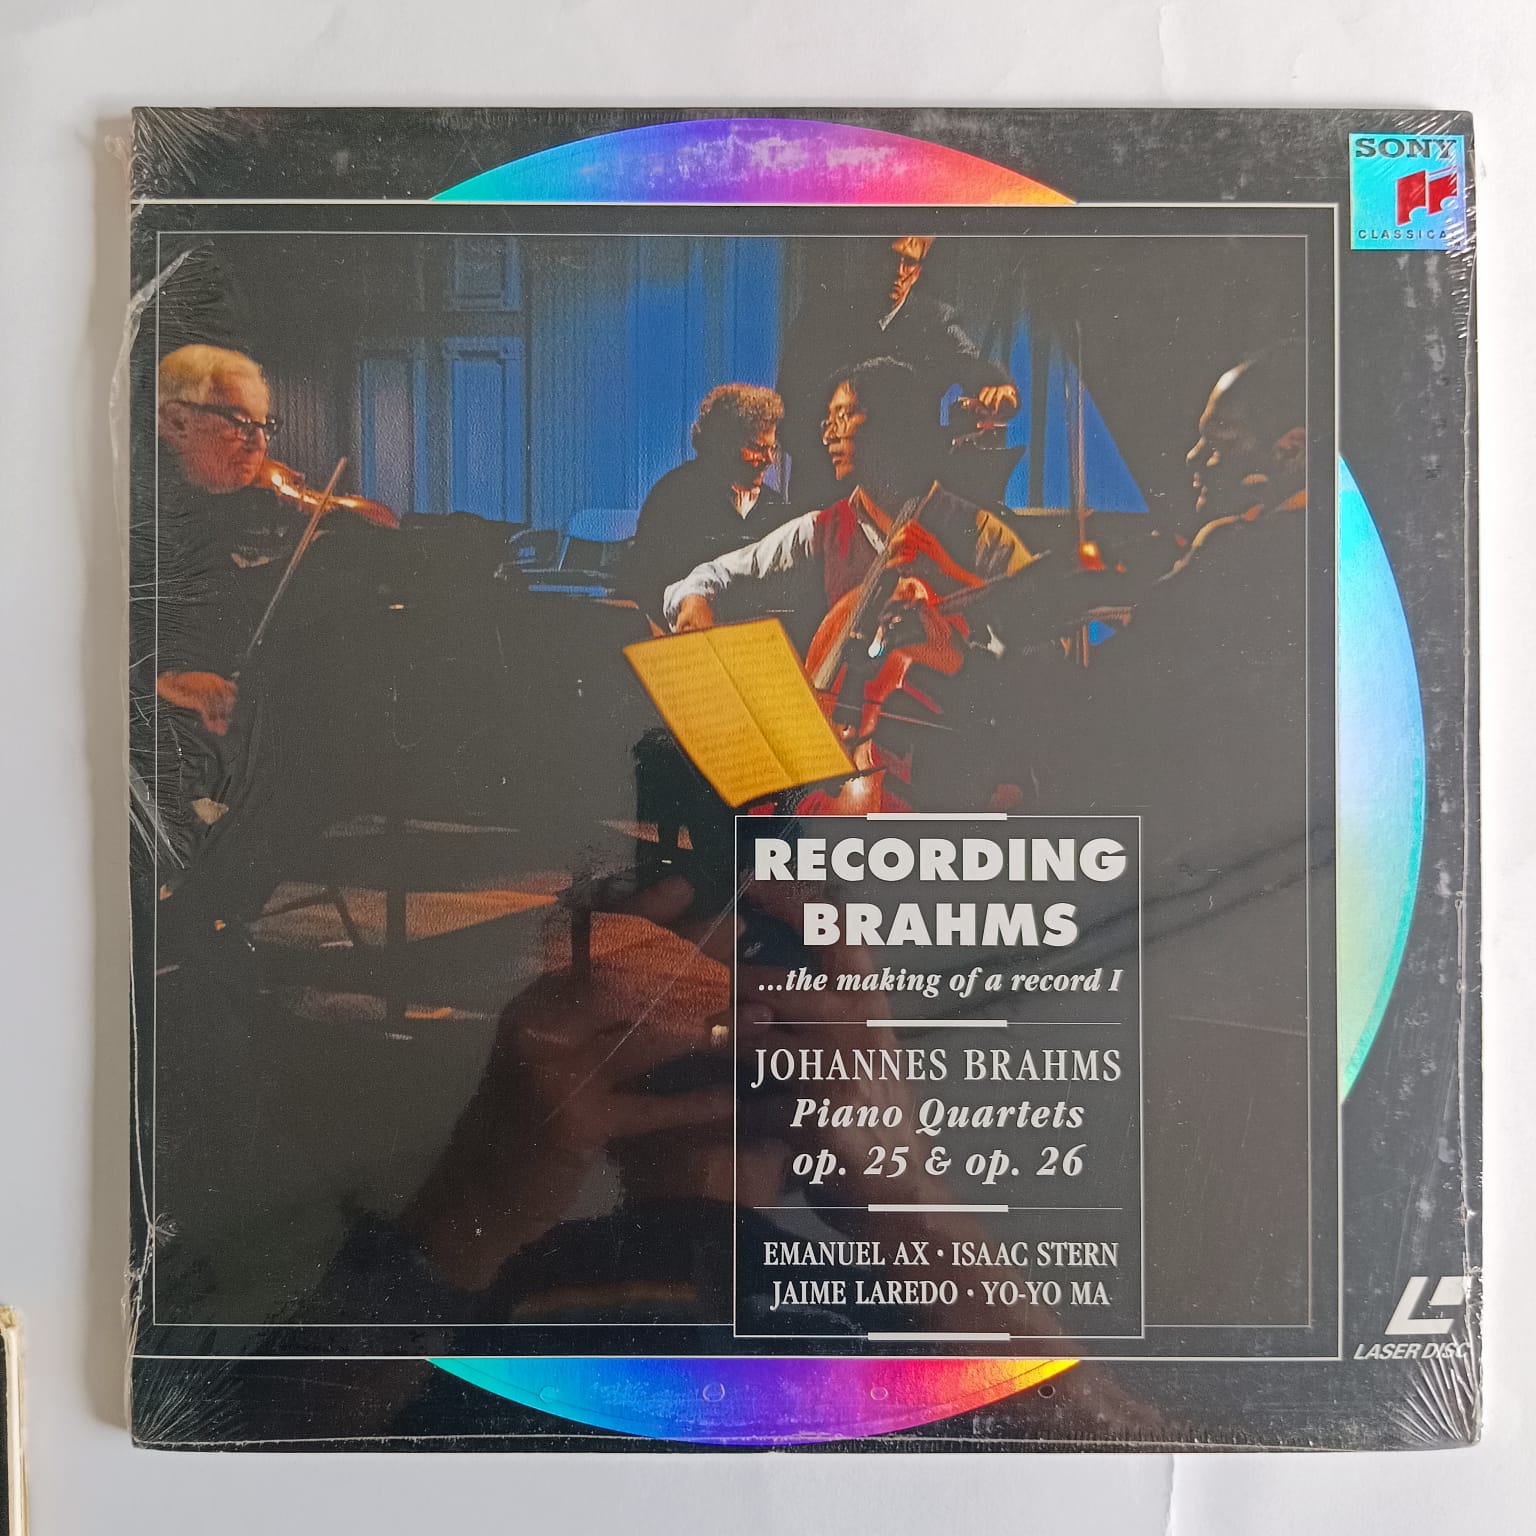 SONY
CLASSICAL
RECORDING
BRAHMS
...the making of a record I
JOHANNES BRAHMS
Piano Quartets
op. 25 & op. 26
EMANUEL AX • ISAAC STERN
JAIME LAREDO • YO-YO MA
LASER DISC